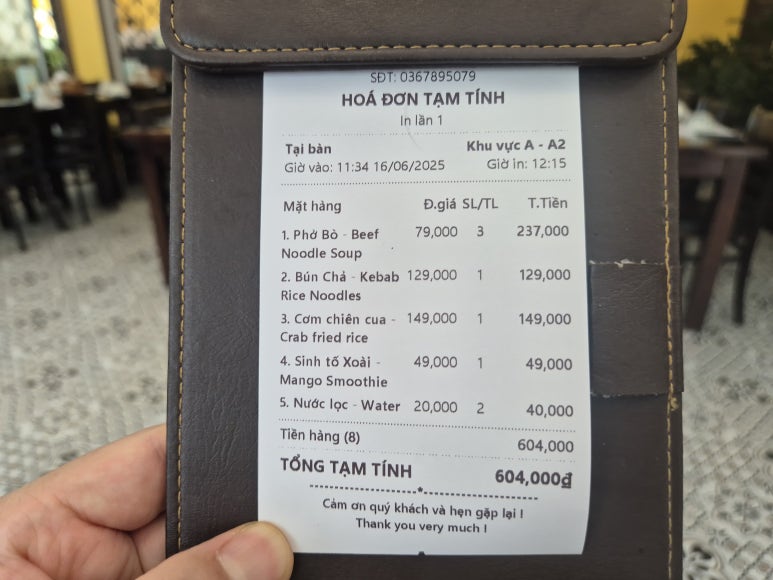 SĐT: 0367895079
HOÁ ĐƠN TẠM TÍNH
In lần 1
Tại bàn Khu vực A - A2
Giờ vào: 11:34 16/06/2025 Giờ in: 12:15
Mặt hàng Đ.giá SL/TL T.Tiền
1. Phở Bò - Beef 79,000 3 237,000
Noodle Soup
2. Bún Chả - Kebab 129,000 1 129,000
Rice Noodles
3. Cơm chiên cua - 149,000 1 149,000
Crab fried rice
4. Sinh tố Xoài - 49,000 1 49,000
Mango Smoothie
5. Nước lọc - Water 20,000 2 40,000
Tiền hàng (8) 604,000
TỔNG TẠM TÍNH 604,000₫
Cảm ơn quý khách và hẹn gặp lại !
Thank you very much !